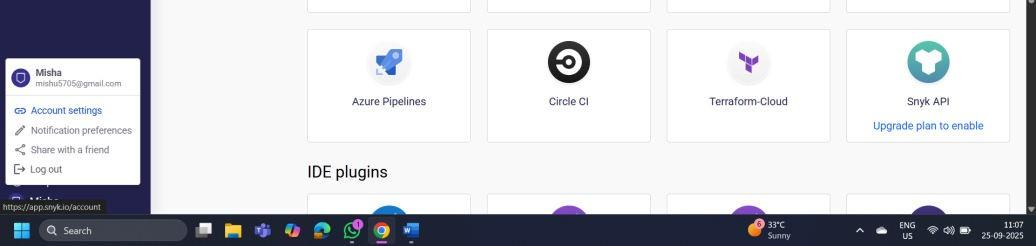 Azure Pipelines
Circle CI
Terraform-Cloud
Snyk API
Upgrade plan to enable
IDE plugins
Misha
mishu5705@gmail.com
Account settings
Notification preferences
Share with a friend
Log out
https://app.snyk.io/account
Search
1
6
33°C
Sunny
ENG
US
11:07
25-09-2025